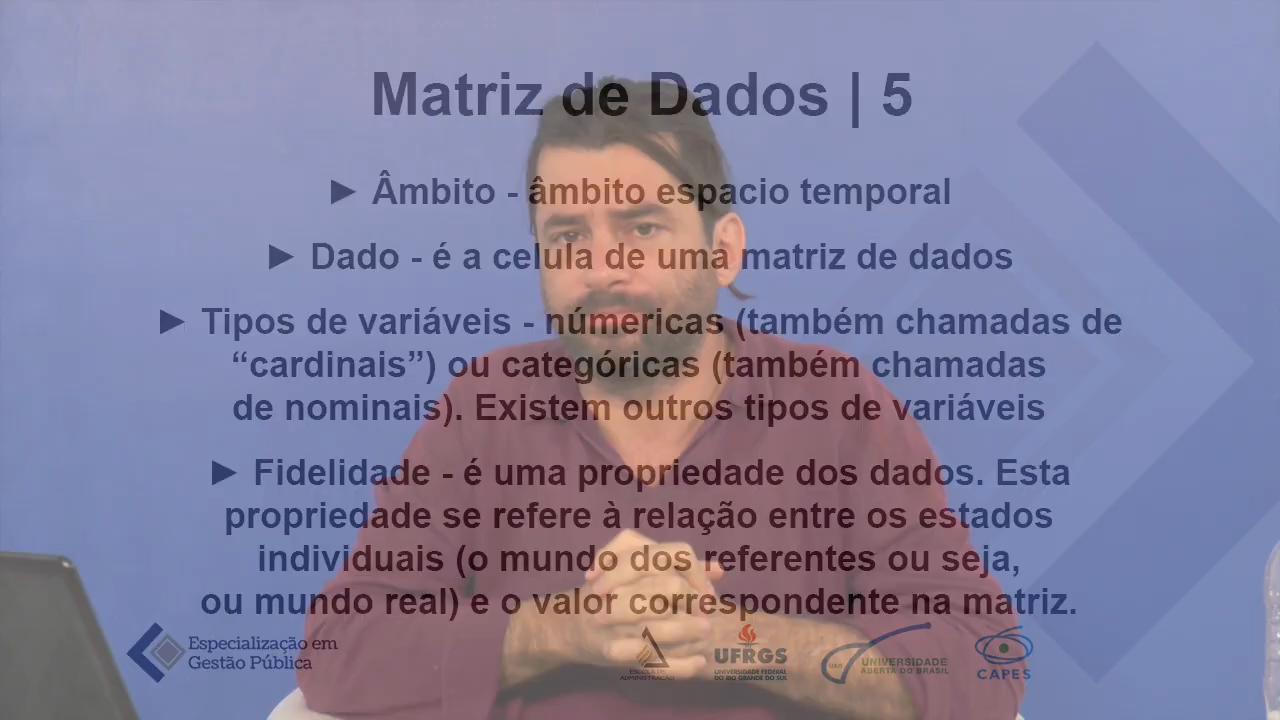 Matriz de Dados | 5
► Âmbito - âmbito espacio temporal
► Dado - é a celula de uma matriz de dados
► Tipos de variáveis - númericas (também chamadas de
“cardinais”) ou categóricas (também chamadas
de nominais). Existem outros tipos de variáveis
► Fidelidade - é uma propriedade dos dados. Esta
propriedade se refere à relação entre os estados
individuais (o mundo dos referentes ou seja,
ou mundo real) e o valor correspondente na matriz.
Especialização em
Gestão Pública
ESCOLA DE
ADMINISTRAÇÃO
UFRGS
UNIVERSIDADE FEDERAL
DO RIO GRANDE DO SUL
UAB
UNIVERSIDADE
ABERTA DO BRASIL
CAPES